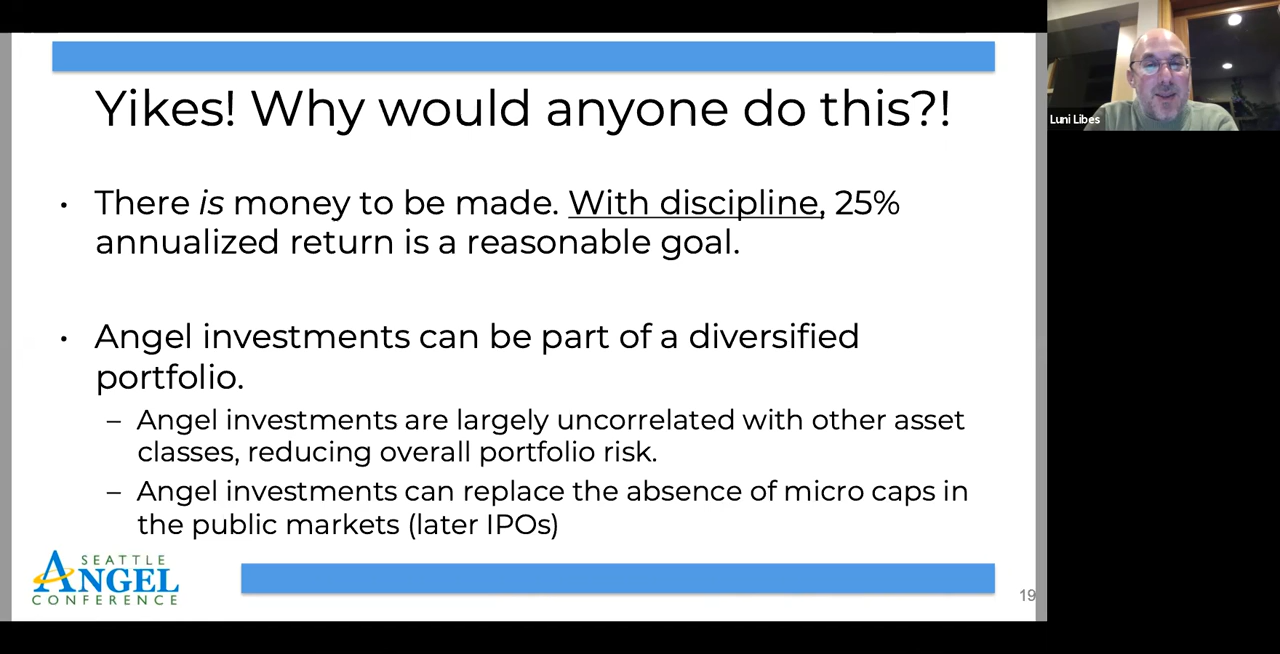 Yikes! Why would anyone do this?!
• There is money to be made. With discipline, 25%
annualized return is a reasonable goal.
• Angel investments can be part of a diversified
portfolio.
– Angel investments are largely uncorrelated with other asset
classes, reducing overall portfolio risk.
– Angel investments can replace the absence of micro caps in
the public markets (later IPOs)
SEATTLE
ANGEL
CONFERENCE
19
Luni Libes